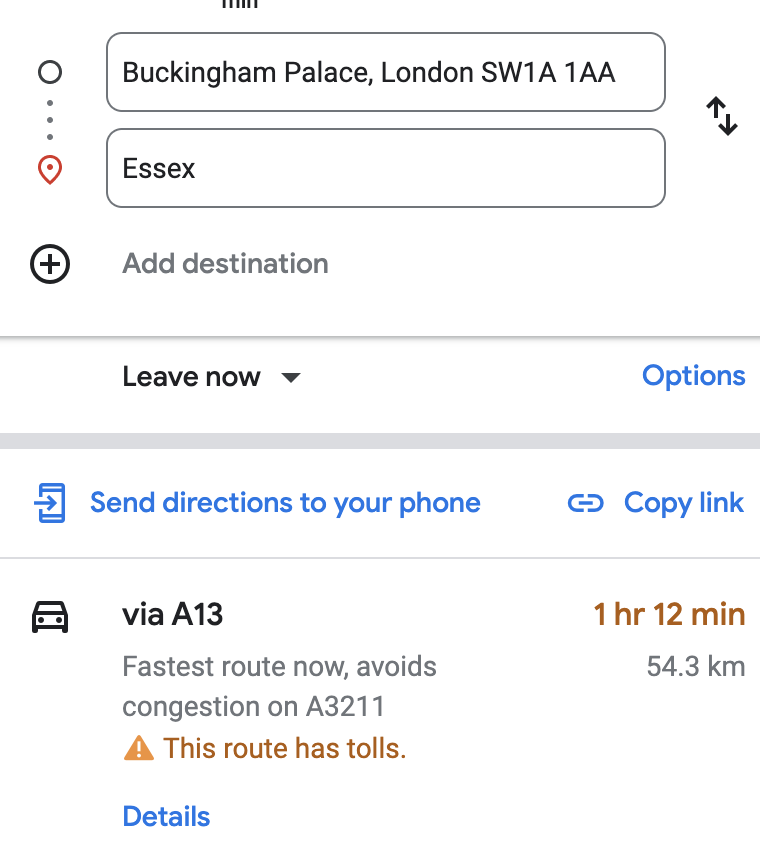 min
Buckingham Palace, London SW1A 1AA
Essex
Add destination
Leave now
Options
Send directions to your phone
Copy link
via A13
1 hr 12 min
Fastest route now, avoids
54.3 km
congestion on A3211
This route has tolls.
Details